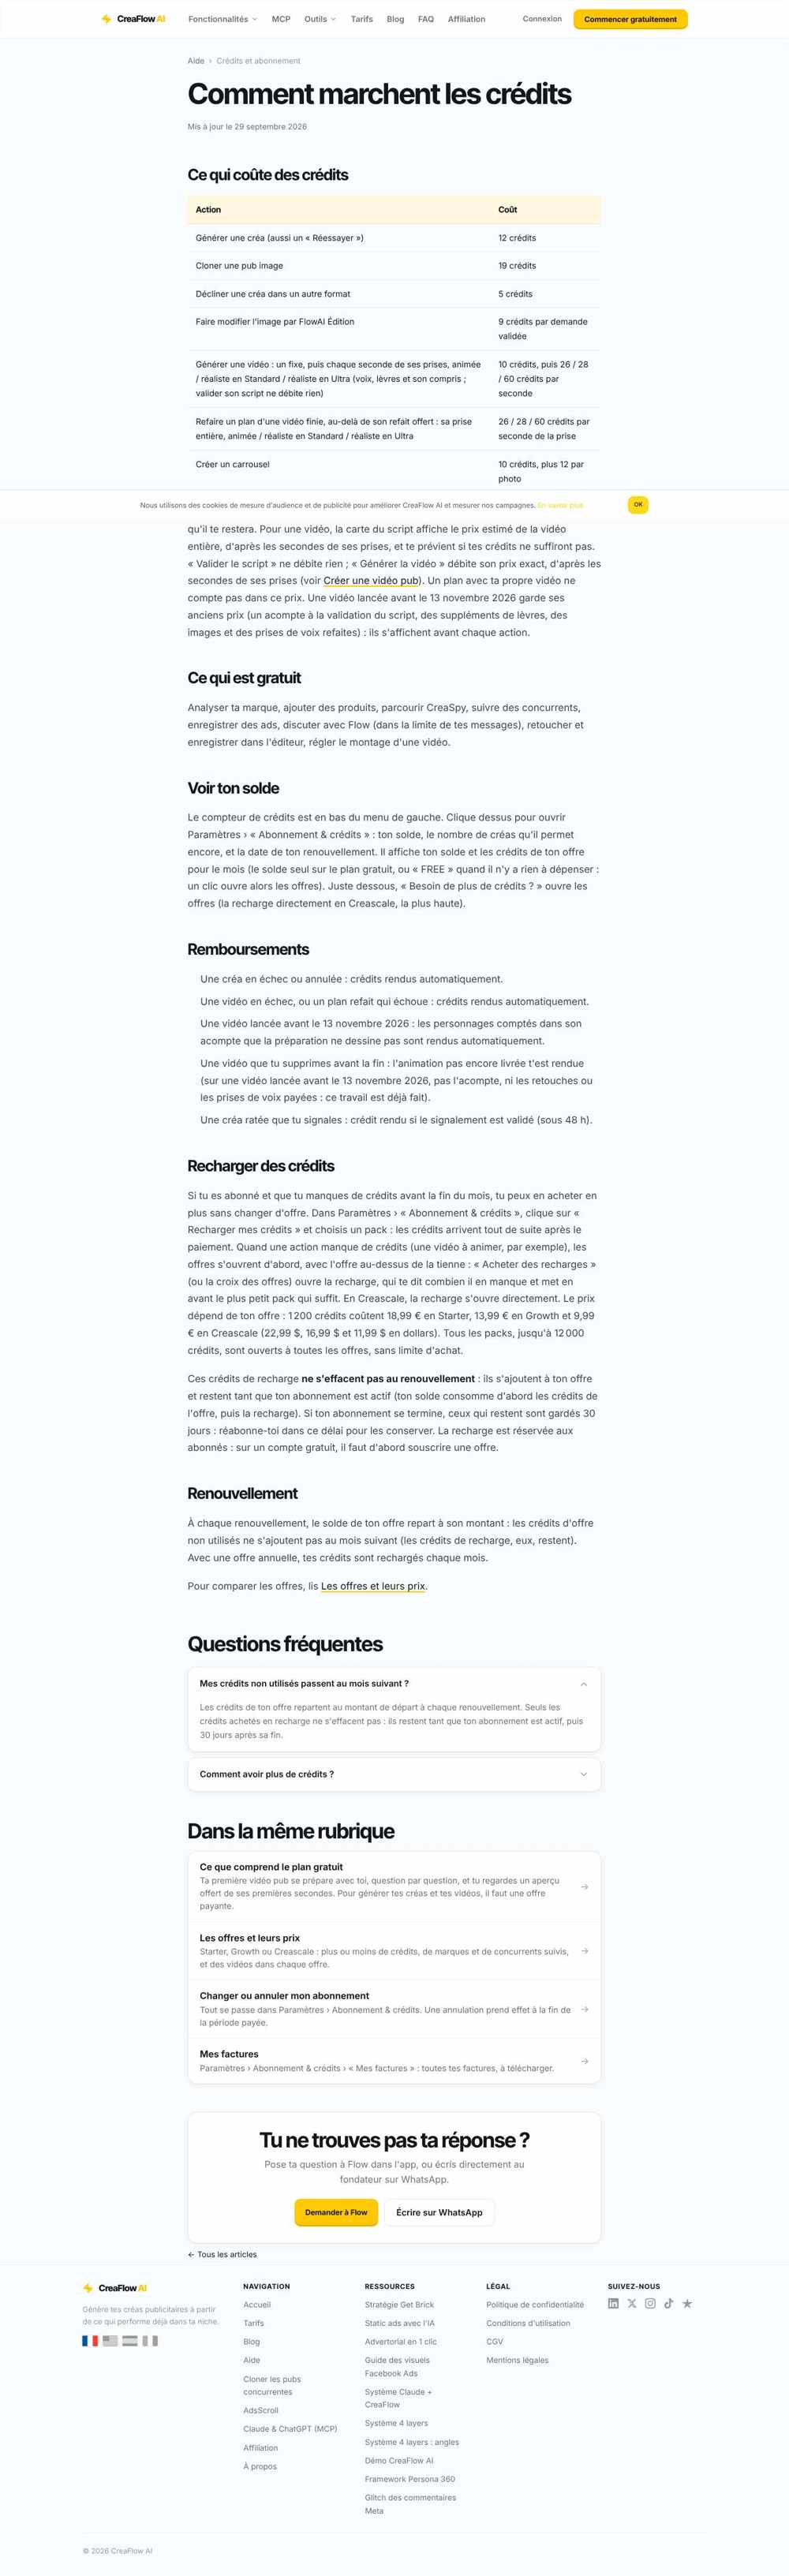 CreaFlow AI
Fonctionnalités
MCP
Outils
Tarifs
Blog
FAQ
Affiliation
Connexion
Commencer gratuitement
Aide › Crédits et abonnement
Comment marchent les crédits
Mis à jour le 29 septembre 2026
Ce qui coûte des crédits
Action Coût
Générer une créa (aussi un « Réessayer ») 12 crédits
Cloner une pub image 19 crédits
Décliner une créa dans un autre format 5 crédits
Faire modifier l'image par FlowAI Édition 9 crédits par demande
validée
Générer une vidéo : un fixe, puis chaque seconde de ses prises, animée 10 crédits, puis 26 / 28
/ réaliste en Standard / réaliste en Ultra (voix, lèvres et son compris ; / 60 crédits par
valider son script ne débite rien) seconde
Refaire un plan d'une vidéo finie, au-delà de son refait offert : sa prise 26 / 28 / 60 crédits par
entière, animée / réaliste en Standard / réaliste en Ultra seconde de la prise
Créer un carrousel 10 crédits, plus 12 par
photo
Nous utilisons des cookies de mesure d'audience et de publicité pour améliorer CreaFlow AI et mesurer nos campagnes. En savoir plus
OK
qu'il te restera. Pour une vidéo, la carte du script affiche le prix estimé de la vidéo
entière, d'après les secondes de ses prises, et te prévient si tes crédits ne suffiront pas.
« Valider le script » ne débite rien ; « Générer la vidéo » débite son prix exact, d'après les
secondes de ses prises (voir Créer une vidéo pub). Un plan avec ta propre vidéo ne
compte pas dans ce prix. Une vidéo lancée avant le 13 novembre 2026 garde ses
anciens prix (un acompte à la validation du script, des suppléments de lèvres, des
images et des prises de voix refaites) : ils s'affichent avant chaque action.
Ce qui est gratuit
Analyser ta marque, ajouter des produits, parcourir CreaSpy, suivre des concurrents,
enregistrer des ads, discuter avec Flow (dans la limite de tes messages), retoucher et
enregistrer dans l'éditeur, régler le montage d'une vidéo.
Voir ton solde
Le compteur de crédits est en bas du menu de gauche. Clique dessus pour ouvrir
Paramètres › « Abonnement & crédits » : ton solde, le nombre de créas qu'il permet
encore, et la date de ton renouvellement. Il affiche ton solde et les crédits de ton offre
pour le mois (le solde seul sur le plan gratuit, ou « FREE » quand il n'y a rien à dépenser :
un clic ouvre alors les offres). Juste dessous, « Besoin de plus de crédits ? » ouvre les
offres (la recharge directement en Creascale, la plus haute).
Remboursements
Une créa en échec ou annulée : crédits rendus automatiquement.
Une vidéo en échec, ou un plan refait qui échoue : crédits rendus automatiquement.
Une vidéo lancée avant le 13 novembre 2026 : les personnages comptés dans son
acompte que la préparation ne dessine pas sont rendus automatiquement.
Une vidéo que tu supprimes avant la fin : l'animation pas encore livrée t'est rendue
(sur une vidéo lancée avant le 13 novembre 2026, pas l'acompte, ni les retouches ou
les prises de voix payées : ce travail est déjà fait).
Une créa ratée que tu signales : crédit rendu si le signalement est validé (sous 48 h).
Recharger des crédits
Si tu es abonné et que tu manques de crédits avant la fin du mois, tu peux en acheter en
plus sans changer d'offre. Dans Paramètres › « Abonnement & crédits », clique sur «
Recharger mes crédits » et choisis un pack : les crédits arrivent tout de suite après le
paiement. Quand une action manque de crédits (une vidéo à animer, par exemple), les
offres s'ouvrent d'abord, avec l'offre au-dessus de la tienne : « Acheter des recharges »
(ou la croix des offres) ouvre la recharge, qui te dit combien il en manque et met en
avant le plus petit pack qui suffit. En Creascale, la recharge s'ouvre directement. Le prix
dépend de ton offre : 1 200 crédits coûtent 18,99 € en Starter, 13,99 € en Growth et 9,99
€ en Creascale (22,99 $, 16,99 $ et 11,99 $ en dollars). Tous les packs, jusqu'à 12 000
crédits, sont ouverts à toutes les offres, sans limite d'achat.
Ces crédits de recharge ne s'effacent pas au renouvellement : ils s'ajoutent à ton offre
et restent tant que ton abonnement est actif (ton solde consomme d'abord les crédits de
l'offre, puis la recharge). Si ton abonnement se termine, ceux qui restent sont gardés 30
jours : réabonne-toi dans ce délai pour les conserver. La recharge est réservée aux
abonnés : sur un compte gratuit, il faut d'abord souscrire une offre.
Renouvellement
À chaque renouvellement, le solde de ton offre repart à son montant : les crédits d'offre
non utilisés ne s'ajoutent pas au mois suivant (les crédits de recharge, eux, restent).
Avec une offre annuelle, tes crédits sont rechargés chaque mois.
Pour comparer les offres, lis Les offres et leurs prix.
Questions fréquentes
Mes crédits non utilisés passent au mois suivant ?
Les crédits de ton offre repartent au montant de départ à chaque renouvellement. Seuls les
crédits achetés en recharge ne s'effacent pas : ils restent tant que ton abonnement est actif, puis
30 jours après sa fin.
Comment avoir plus de crédits ?
Dans la même rubrique
Ce que comprend le plan gratuit
Ta première vidéo pub se prépare avec toi, question par question, et tu regardes un aperçu
offert de ses premières secondes. Pour générer tes créas et tes vidéos, il faut une offre
payante.
Les offres et leurs prix
Starter, Growth ou Creascale : plus ou moins de crédits, de marques et de concurrents suivis,
et des vidéos dans chaque offre.
Changer ou annuler mon abonnement
Tout se passe dans Paramètres › Abonnement & crédits. Une annulation prend effet à la fin de
la période payée.
Mes factures
Paramètres › Abonnement & crédits › « Mes factures » : toutes tes factures, à télécharger.
Tu ne trouves pas ta réponse ?
Pose ta question à Flow dans l'app, ou écris directement au
fondateur sur WhatsApp.
Demander à Flow
Écrire sur WhatsApp
← Tous les articles
CreaFlow AI
Génère tes créas publicitaires à partir
de ce qui performe déjà dans ta niche.
NAVIGATION
Accueil
Tarifs
Blog
Aide
Cloner les pubs
concurrentes
AdsScroll
Claude & ChatGPT (MCP)
Affiliation
À propos
RESSOURCES
Stratégie Get Brick
Static ads avec l'IA
Advertorial en 1 clic
Guide des visuels
Facebook Ads
Système Claude +
CreaFlow
Système 4 layers
Système 4 layers : angles
Démo CreaFlow AI
Framework Persona 360
Glitch des commentaires
Meta
LÉGAL
Politique de confidentialité
Conditions d'utilisation
CGV
Mentions légales
SUIVEZ-NOUS
© 2026 CreaFlow AI